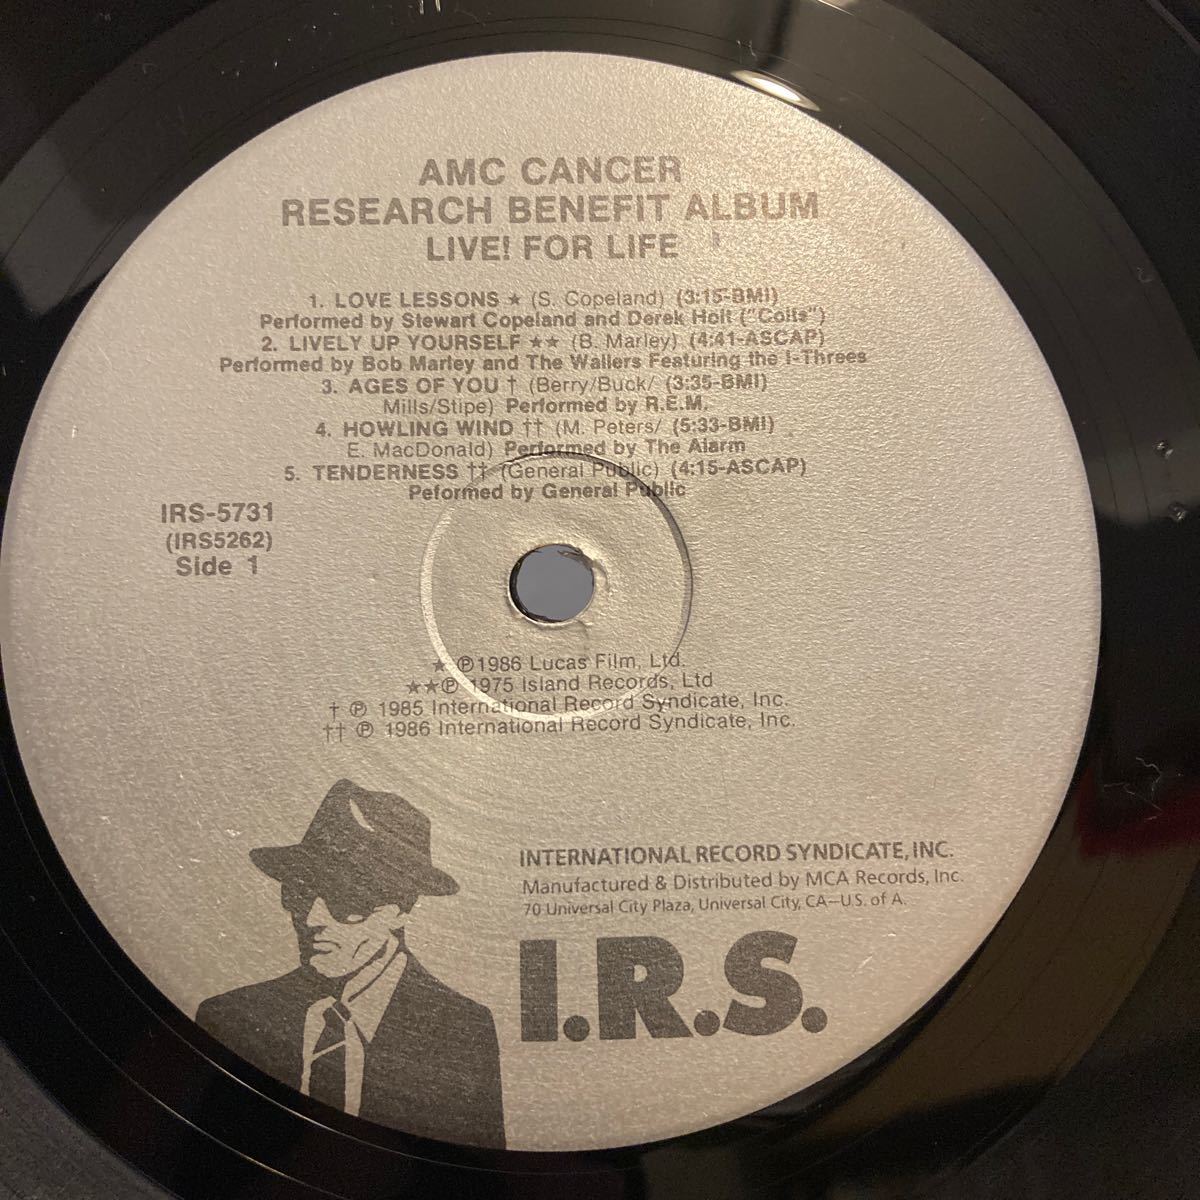 AMC CANCER
RESEARCH BENEFIT ALBUM
LIVE! FOR LIFE
1. LOVE LESSONS ★ (S. Copeland) (3:15-BMI)
Performed by Stewart Copeland and Derek Holt ("Colts")
2. LIVELY UP YOURSELF ★★ (B. Marley) (4:41-ASCAP)
Performed by Bob Marley and The Wailers Featuring the I-Threes
3. AGES OF YOU † (Berry/Buck/ (3:35-BMI)
Mills/Stipe) Performed by R.E.M.
4. HOWLING WIND †† (M. Peters/ (5:33-BMI)
E. MacDonald) Performed by The Alarm
5. TENDERNESS †† (General Public) (4:15-ASCAP)
Peformed by General Public
IRS-5731
(IRS5262)
Side 1
★ ℗1986 Lucas Film, Ltd.
★★℗ 1975 Island Records, Ltd
† ℗ 1985 International Record Syndicate, Inc.
†† ℗ 1986 International Record Syndicate, Inc.
INTERNATIONAL RECORD SYNDICATE, INC.
Manufactured & Distributed by MCA Records, Inc.
70 Universal City Plaza, Universal City, CA–U.S. of A.
I.R.S.